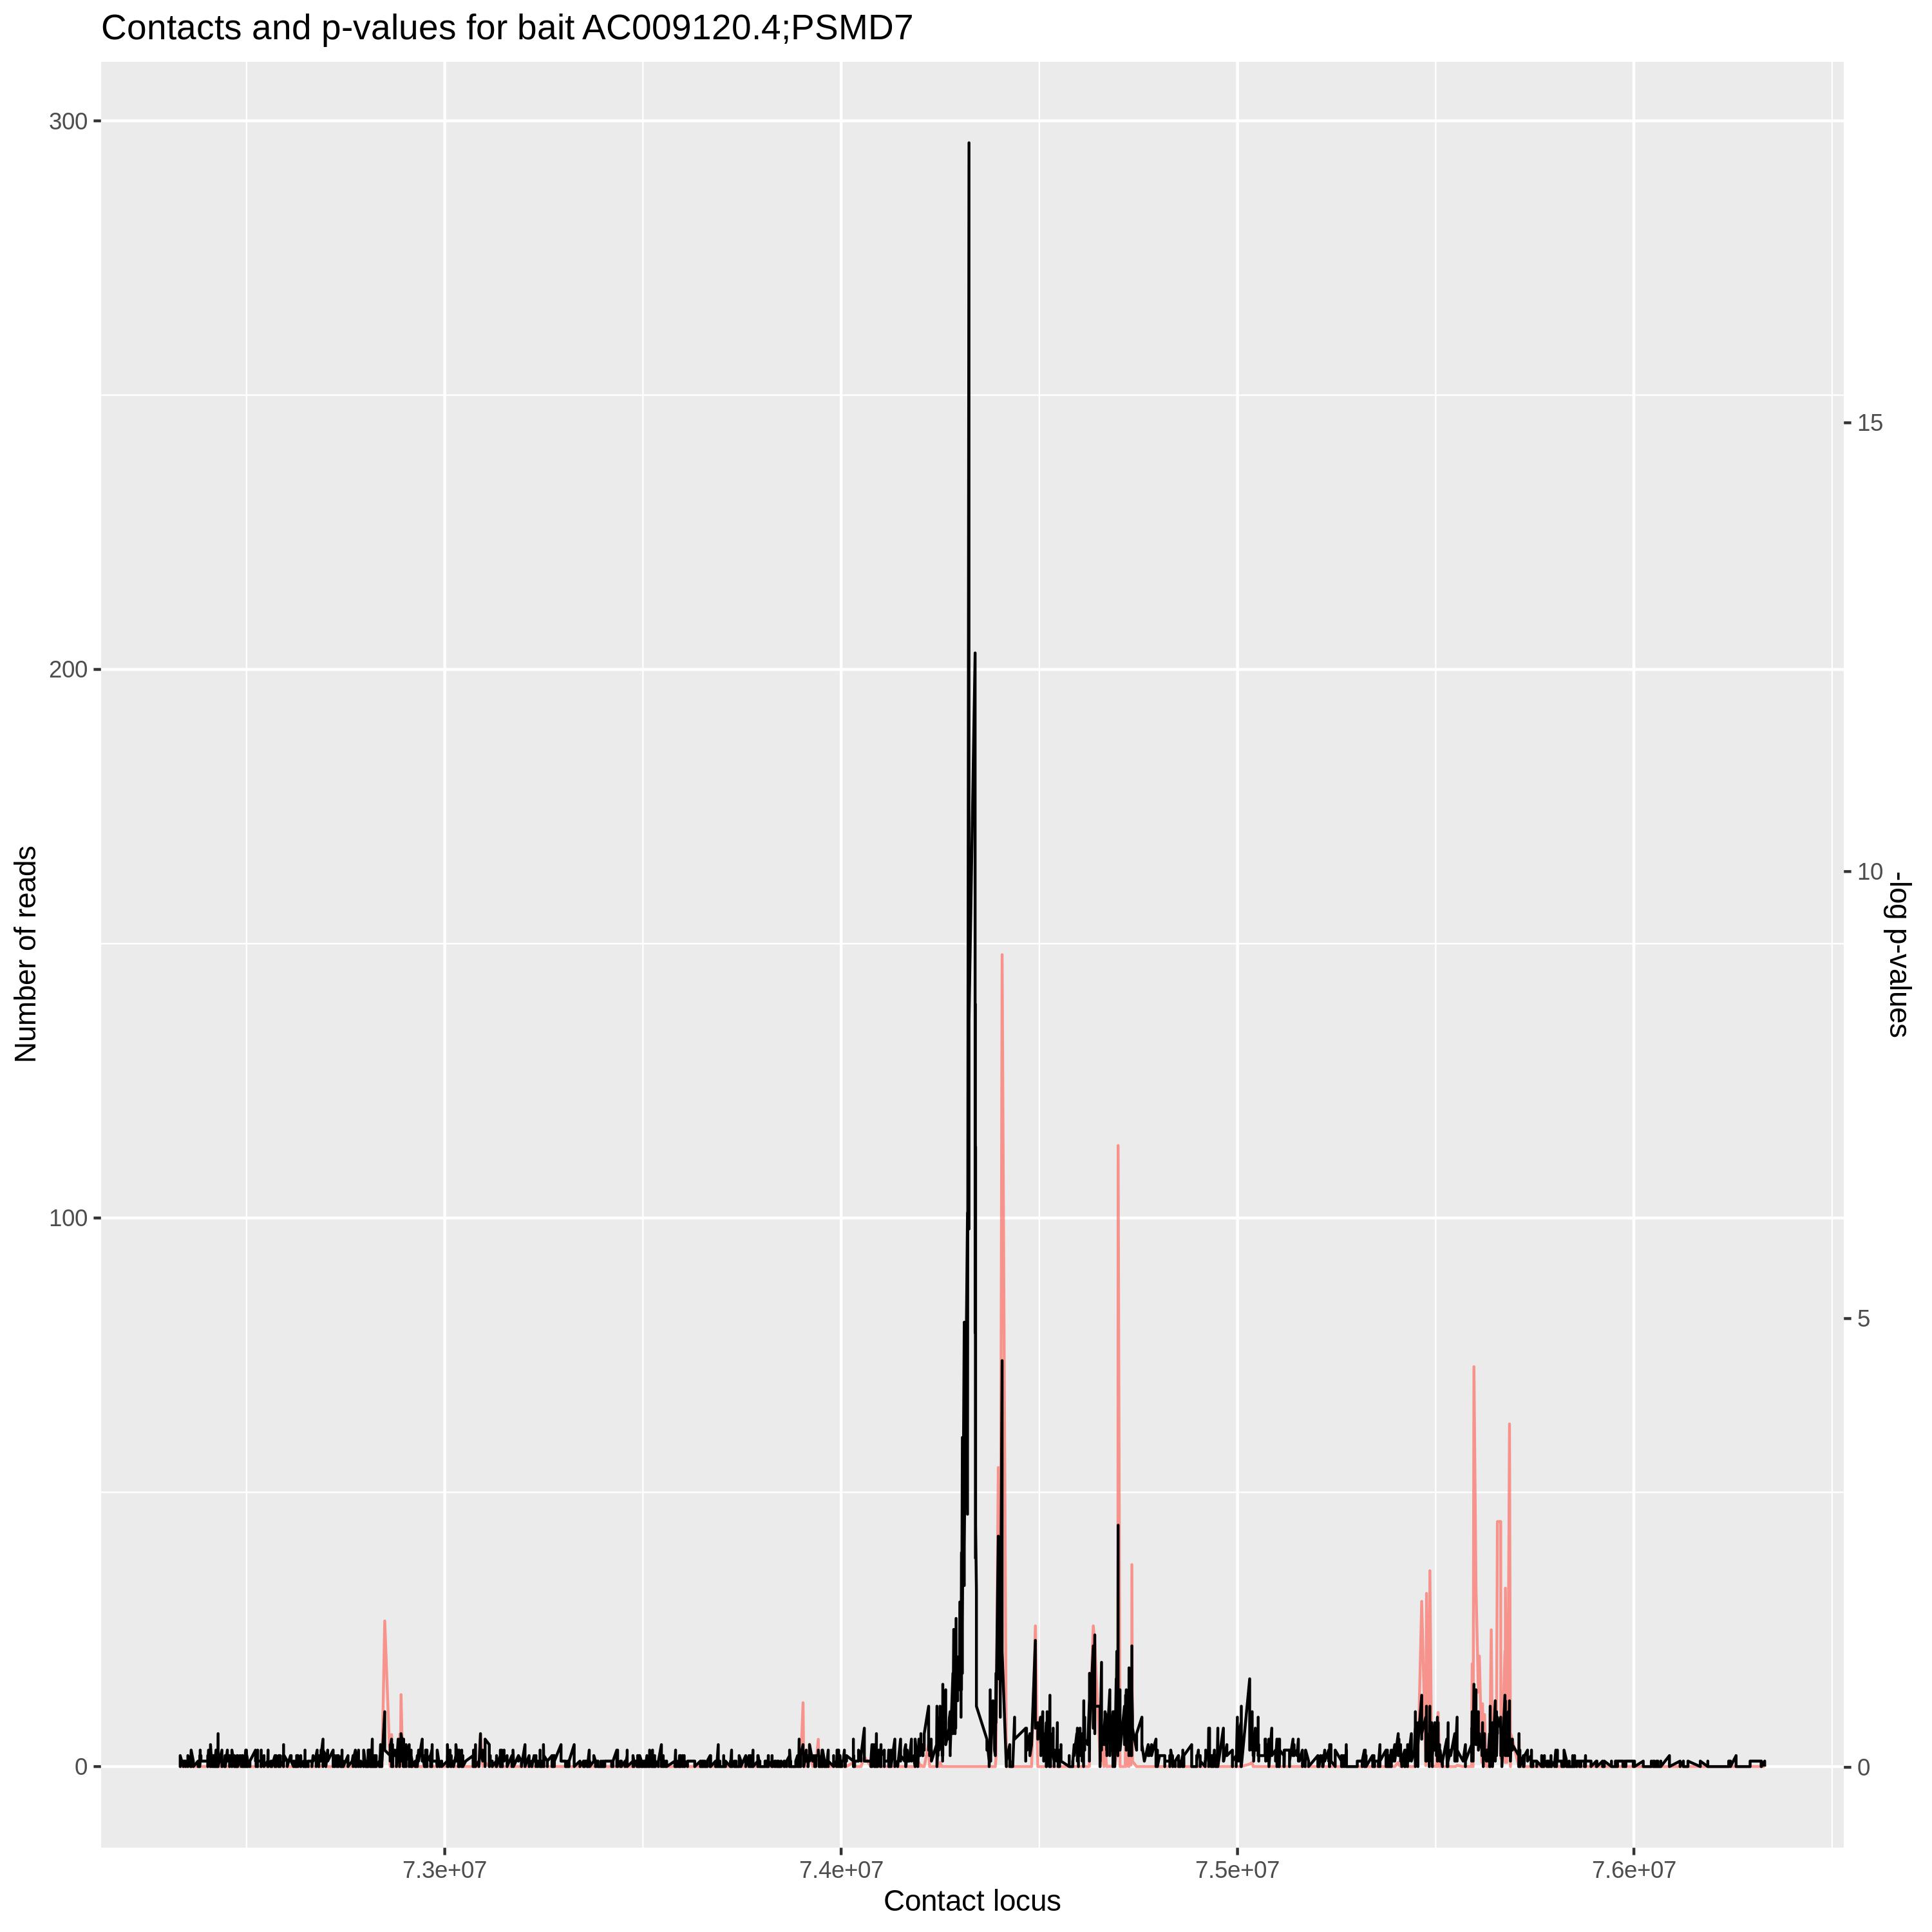 Contacts and p-values for bait AC009120.4;PSMD7
300
200
100
0
Number of reads
15
10
5
0
-log p-values
7.3e+07
7.4e+07
7.5e+07
7.6e+07
Contact locus